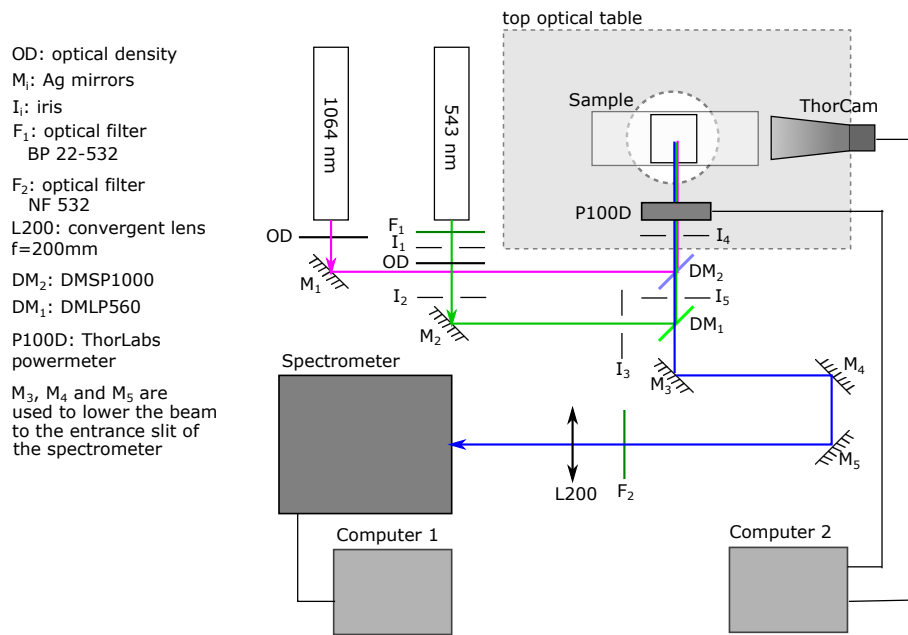 OD: optical density
Mi: Ag mirrors
Ii: iris
F1: optical filter
BP 22-532
F2: optical filter
NF 532
L200: convergent lens
f=200mm
DM2: DMSP1000
DM1: DMLP560
P100D: ThorLabs
powermeter
M3, M4 and M5 are
used to lower the beam
to the entrance slit of
the spectrometer
top optical table
1064 nm
543 nm
Sample
ThorCam
P100D
F1
I1
OD
OD
I4
M1
DM2
I2
I5
M2
DM1
I3
Spectrometer
M3
M4
M5
L200
F2
Computer 1
Computer 2